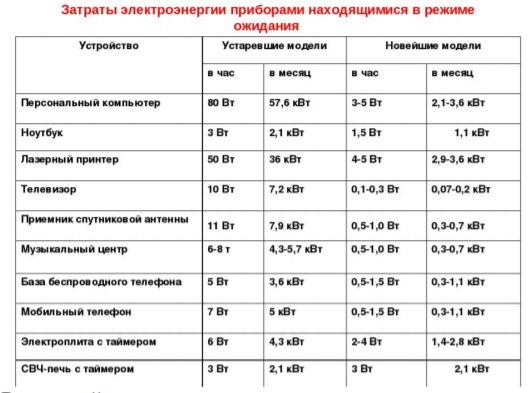 Затраты электроэнергии приборами находящимися в режиме
ожидания
Устройство Устаревшие модели Новейшие модели
в час в месяц в час в месяц
Персональный компьютер 80 Вт 57,6 кВт 3-5 Вт 2,1-3,6 кВт
Ноутбук 3 Вт 2,1 кВт 1,5 Вт 1,1 кВт
Лазерный принтер 50 Вт 36 кВт 4-5 Вт 2,9-3,6 кВт
Телевизор 10 Вт 7,2 кВт 0,1-0,3 Вт 0,07-0,2 кВт
Приемник спутниковой антенны 11 Вт 7,9 кВт 0,5-1,0 Вт 0,3-0,7 кВт
Музыкальный центр 6-8 т 4,3-5,7 кВт 0,5-1,0 Вт 0,3-0,7 кВт
База беспроводного телефона 5 Вт 3,6 кВт 0,5-1,5 Вт 0,3-1,1 кВт
Мобильный телефон 7 Вт 5 кВт 0,5-1,5 Вт 0,3-1,1 кВт
Электроплита с таймером 6 Вт 4,3 кВт 2-4 Вт 1,4-2,8 кВт
СВЧ-печь с таймером 3 Вт 2,1 кВт 3 Вт 2,1 кВт